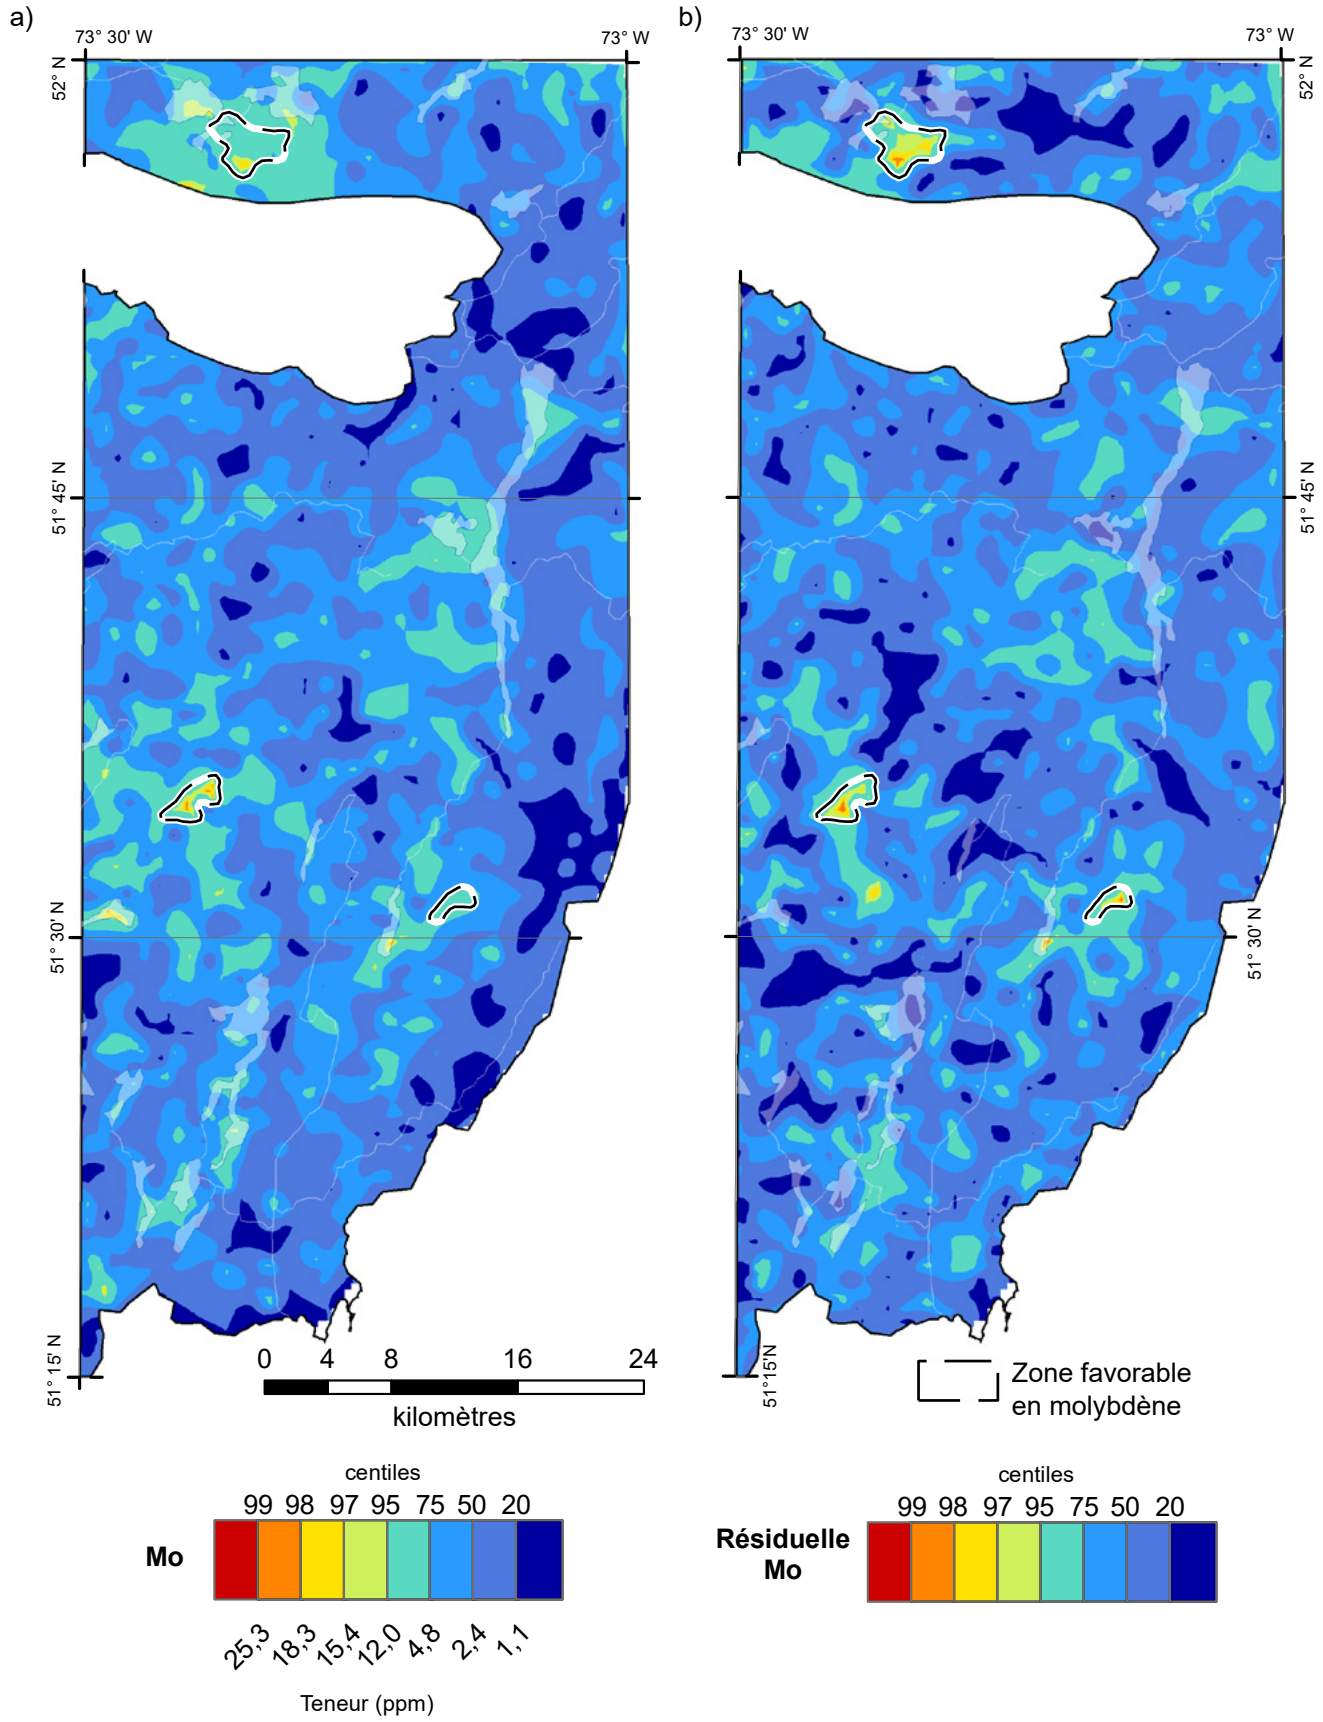 a)
73° 30' W
73° W
52° N
51° 45' N
51° 30' N
51° 15' N
b)
73° 30' W
73° W
52° N
51° 45' N
51° 30' N
51° 15'N
0 4 8 16 24
kilomètres
Zone favorable
en molybdène
centiles
99 98 97 95 75 50 20
Mo
25,3 18,3 15,4 12,0 4,8 2,4 1,1
Teneur (ppm)
centiles
99 98 97 95 75 50 20
Résiduelle
Mo